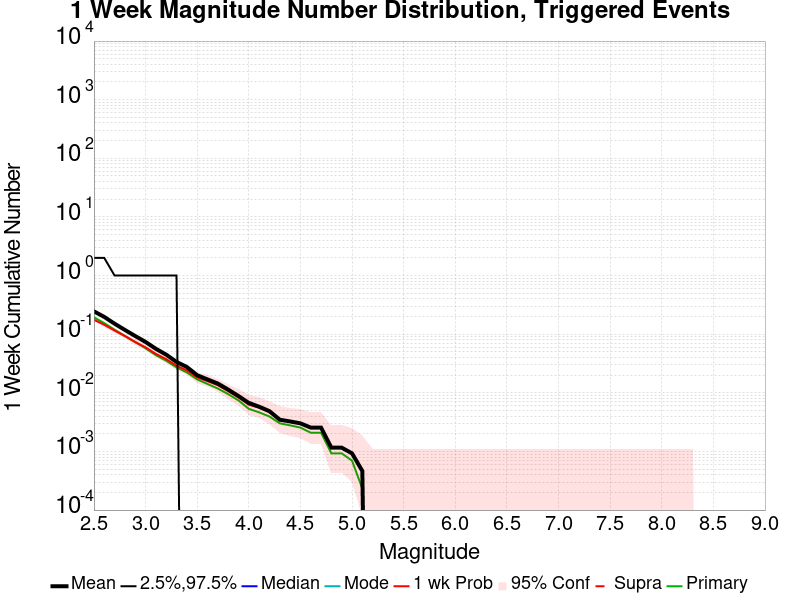 1 Week Magnitude Number Distribution, Triggered Events
10 4
10 3
10 2
10 1
10 0
10 -1
10 -2
10 -3
10 -4
1 Week Cumulative Number
2.5 3.0 3.5 4.0 4.5 5.0 5.5 6.0 6.5 7.0 7.5 8.0 8.5 9.0
Magnitude
Mean 2.5%,97.5% Median Mode 1 wk Prob 95% Conf Supra Primary